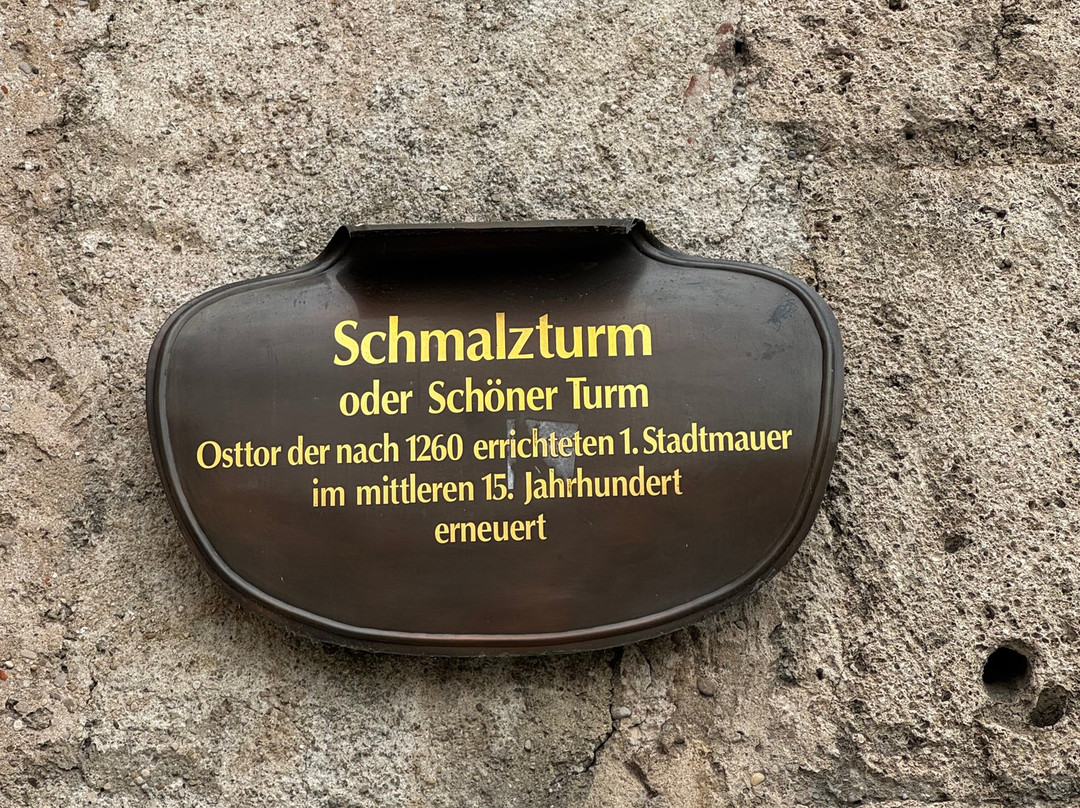 Schmalzturm
oder Schöner Turm
Osttor der nach 1260 errichteten 1. Stadtmauer
im mittleren 15. Jahrhundert
erneuert